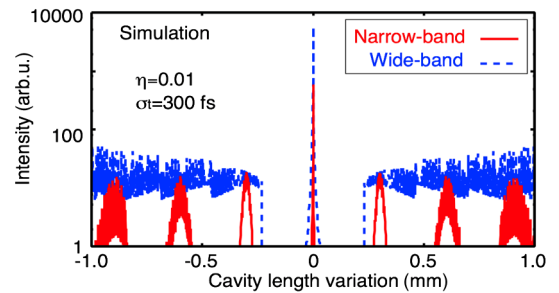 10000
Simulation
Narrow-band
Wide-band
η=0.01
σt=300 fs
100
1
Intensity (arb.u.)
-1.0 -0.5 0 0.5 1.0
Cavity length variation (mm)